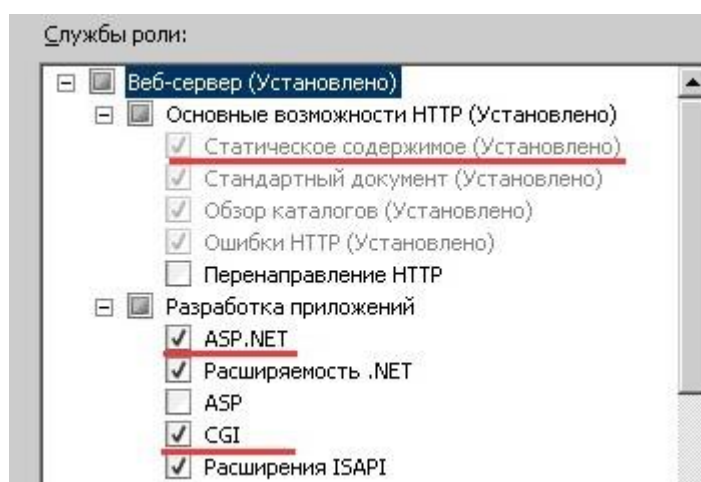 Службы роли:
Веб-сервер (Установлено)
Основные возможности HTTP (Установлено)
Статическое содержимое (Установлено)
Стандартный документ (Установлено)
Обзор каталогов (Установлено)
Ошибки HTTP (Установлено)
Перенаправление HTTP
Разработка приложений
ASP.NET
Расширяемость .NET
ASP
CGI
Расширения ISAPI